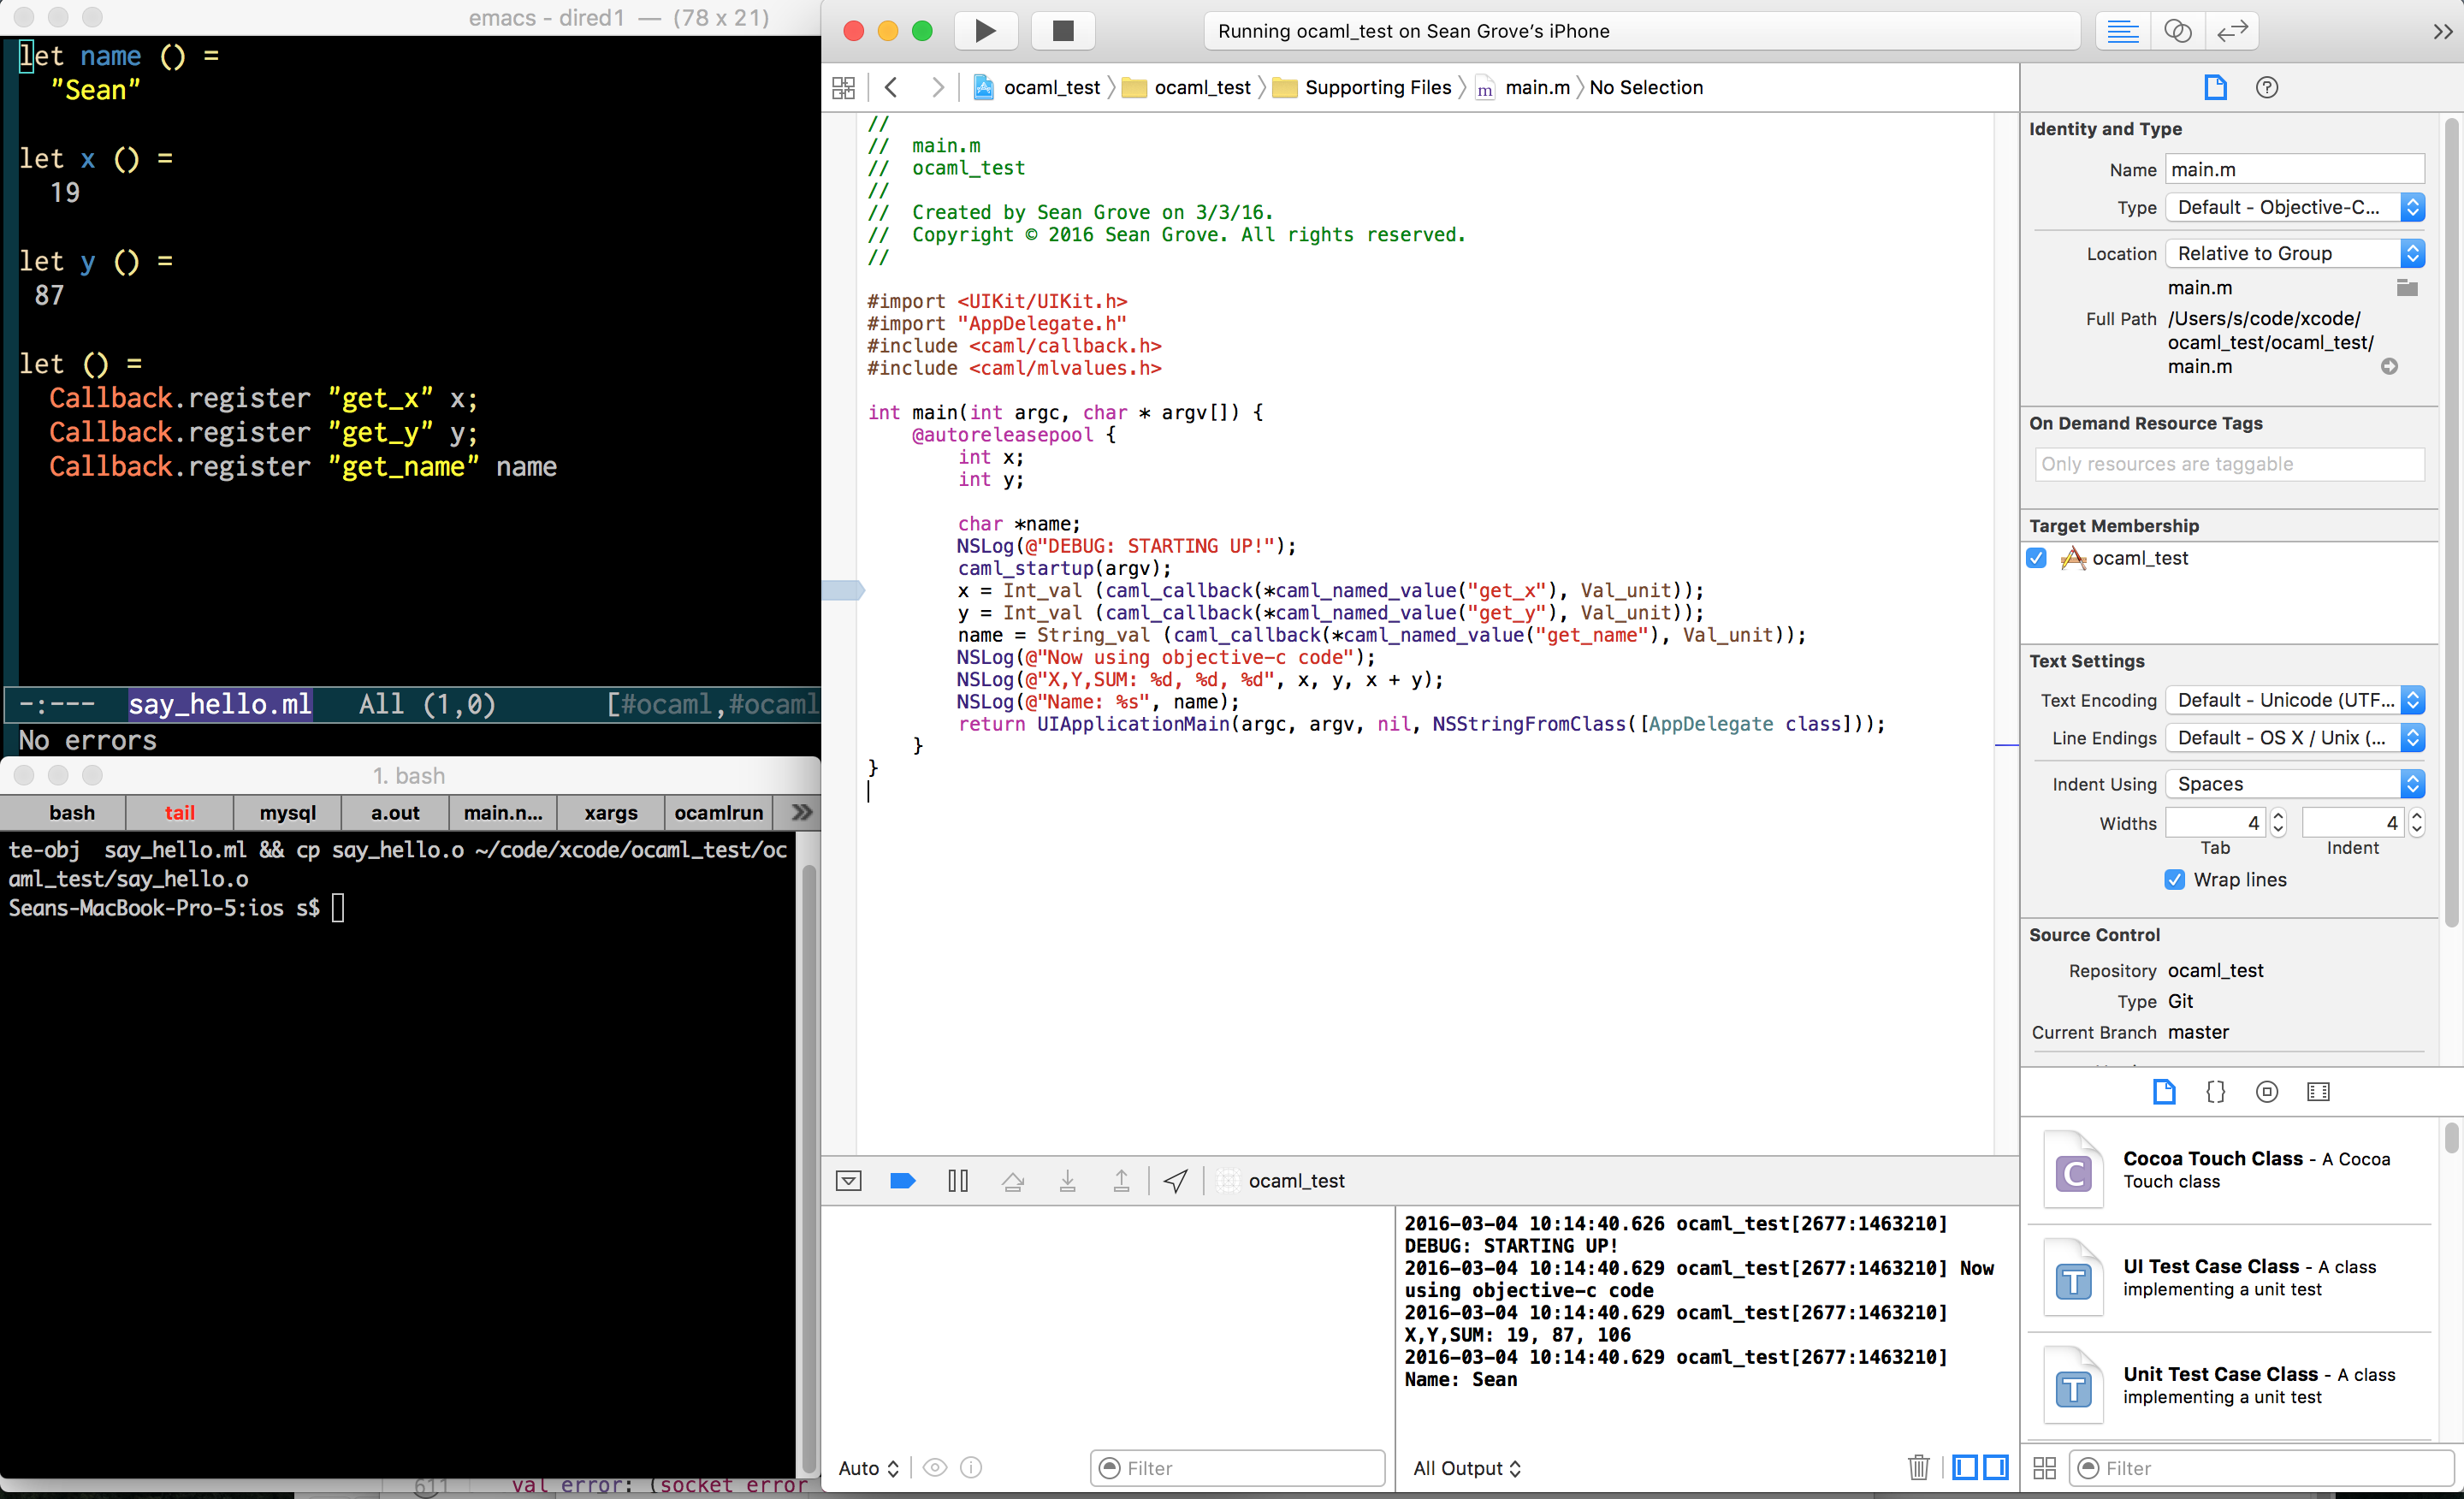 emacs - dired1 — (78 x 21)
let name () =
  "Sean"
let x () =
  19
let y () =
 87
let () =
  Callback.register "get_x" x;
  Callback.register "get_y" y;
  Callback.register "get_name" name
-:---  say_hello.ml   All (1,0)       [#ocaml,#ocaml
No errors
1. bash
bash tail mysql a.out main.n... xargs ocamlrun
te-obj  say_hello.ml && cp say_hello.o ~/code/xcode/ocaml_test/oc
aml_test/say_hello.o
Seans-MacBook-Pro-5:ios s$
611 val error: (socket error
Running ocaml_test on Sean Grove's iPhone
ocaml_test ocaml_test Supporting Files m main.m No Selection
//
//  main.m
//  ocaml_test
//
//  Created by Sean Grove on 3/3/16.
//  Copyright © 2016 Sean Grove. All rights reserved.
//
#import <UIKit/UIKit.h>
#import "AppDelegate.h"
#include <caml/callback.h>
#include <caml/mlvalues.h>
int main(int argc, char * argv[]) {
    @autoreleasepool {
        int x;
        int y;
        char *name;
        NSLog(@"DEBUG: STARTING UP!");
        caml_startup(argv);
        x = Int_val (caml_callback(*caml_named_value("get_x"), Val_unit));
        y = Int_val (caml_callback(*caml_named_value("get_y"), Val_unit));
        name = String_val (caml_callback(*caml_named_value("get_name"), Val_unit));
        NSLog(@"Now using objective-c code");
        NSLog(@"X,Y,SUM: %d, %d, %d", x, y, x + y);
        NSLog(@"Name: %s", name);
        return UIApplicationMain(argc, argv, nil, NSStringFromClass([AppDelegate class]));
    }
}
ocaml_test
2016-03-04 10:14:40.626 ocaml_test[2677:1463210]
DEBUG: STARTING UP!
2016-03-04 10:14:40.629 ocaml_test[2677:1463210] Now
using objective-c code
2016-03-04 10:14:40.629 ocaml_test[2677:1463210]
X,Y,SUM: 19, 87, 106
2016-03-04 10:14:40.629 ocaml_test[2677:1463210]
Name: Sean
Auto
Filter
All Output
Identity and Type
Name main.m
Type Default - Objective-C...
Location Relative to Group
main.m
Full Path /Users/s/code/xcode/
ocaml_test/ocaml_test/
main.m
On Demand Resource Tags
Only resources are taggable
Target Membership
ocaml_test
Text Settings
Text Encoding Default - Unicode (UTF...
Line Endings Default - OS X / Unix (...
Indent Using Spaces
Widths 4 4
Tab Indent
Wrap lines
Source Control
Repository ocaml_test
Type Git
Current Branch master
{}
C
Cocoa Touch Class - A Cocoa
Touch class
T
UI Test Case Class - A class
implementing a unit test
T
Unit Test Case Class - A class
implementing a unit test
Filter